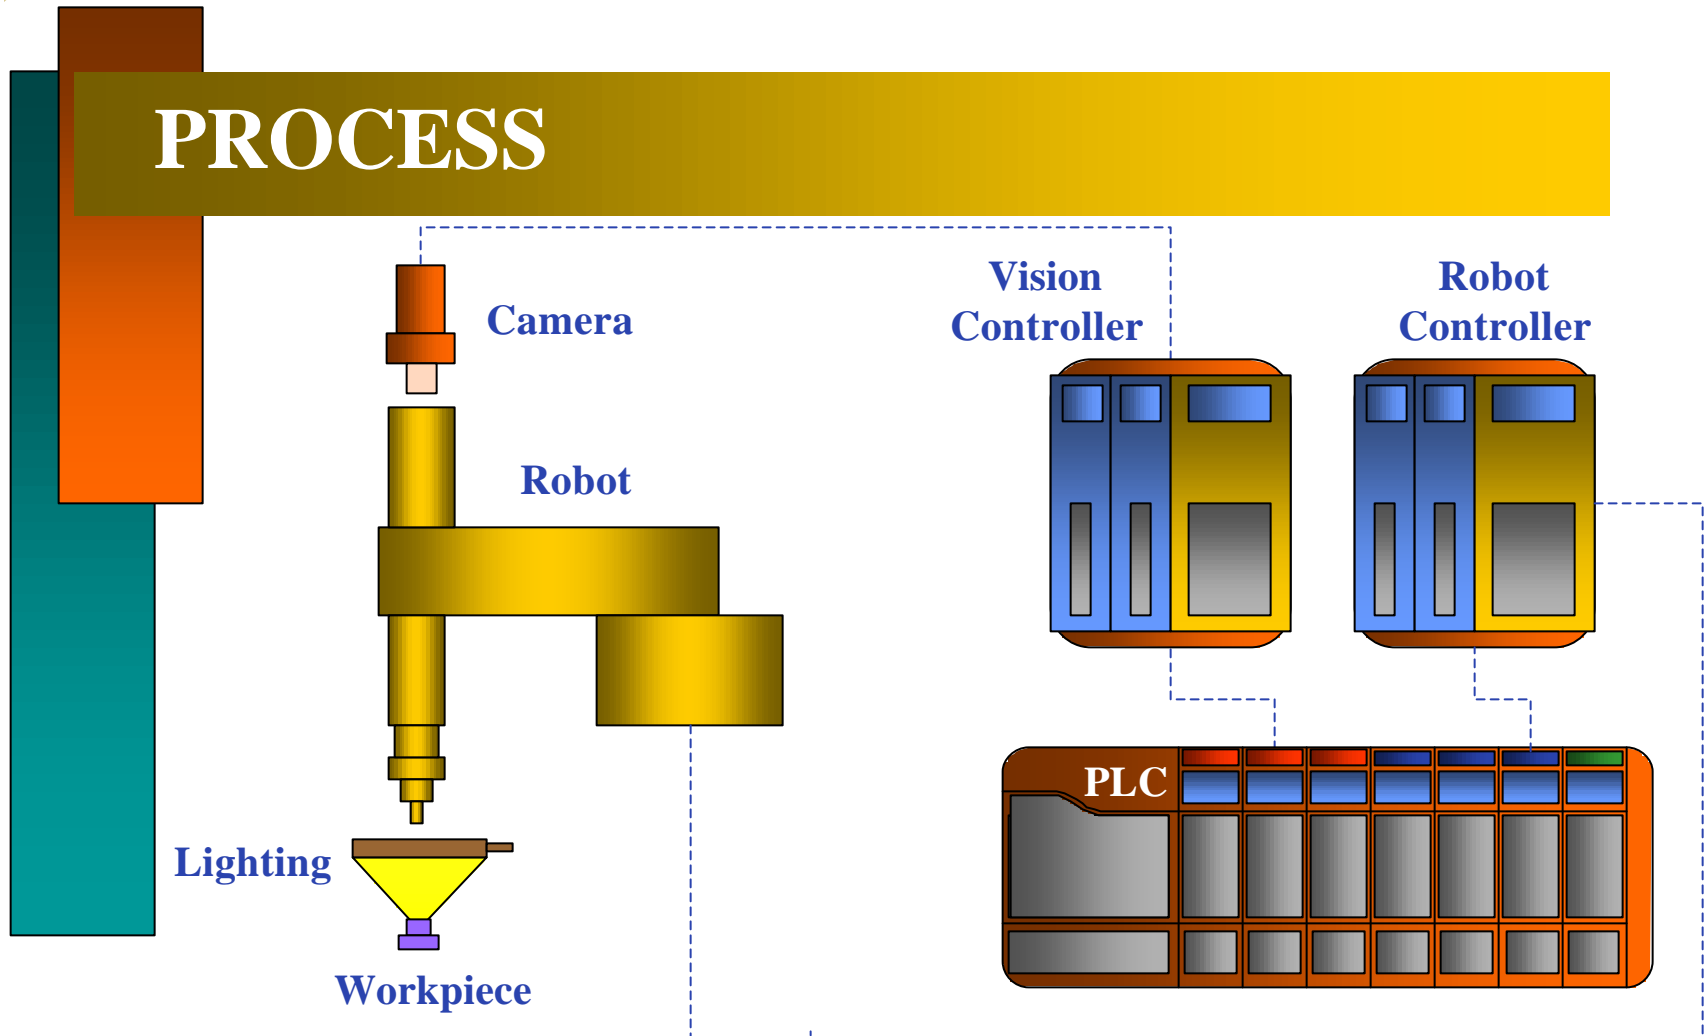 PROCESS
Camera
Vision
Controller
Robot
Controller
Robot
PLC
Lighting
Workpiece